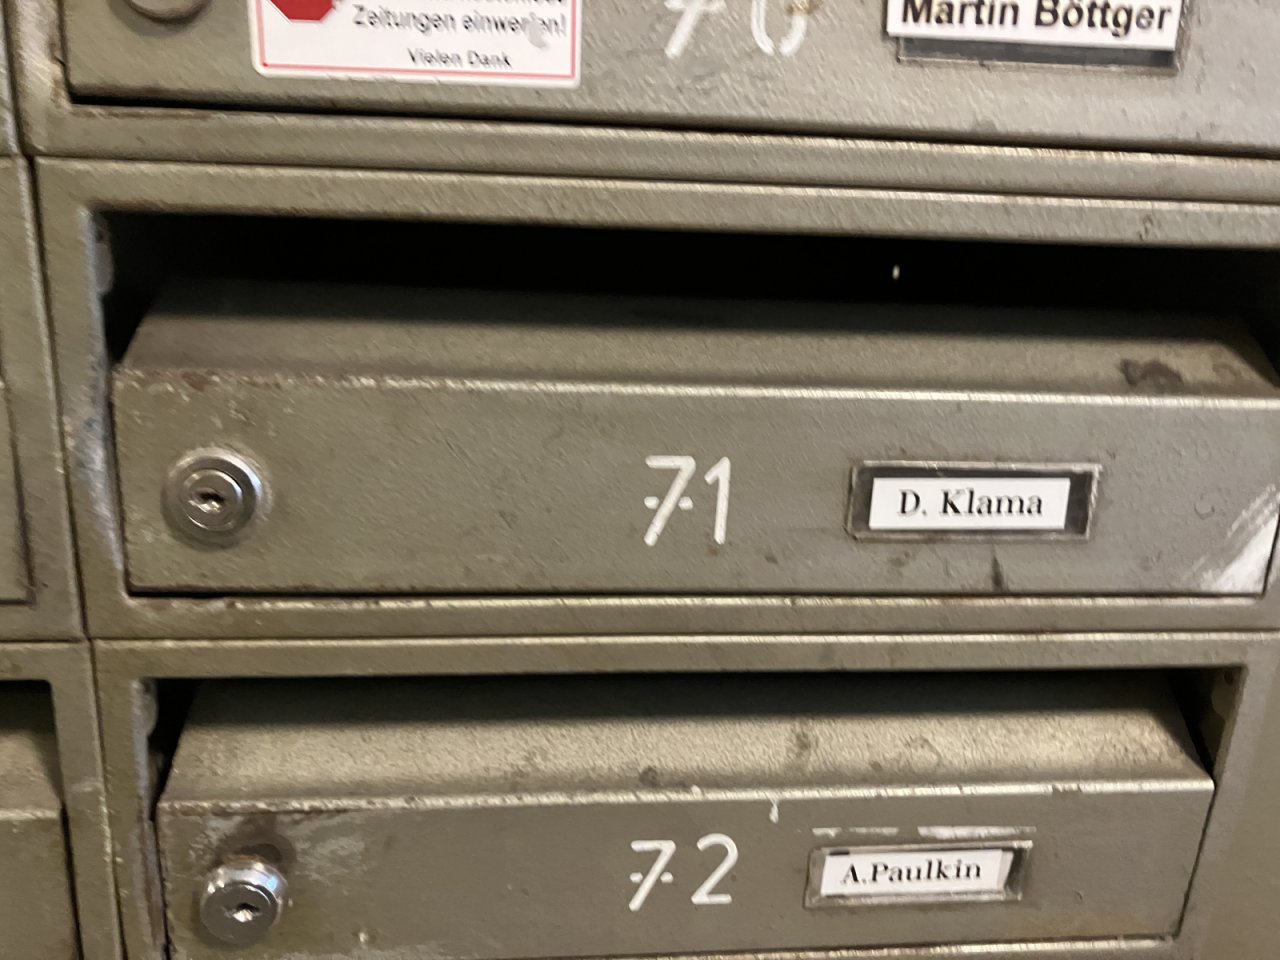 Zeitungen einwerfen!
Vielen Dank
70
Martin Böttger
71
D. Klama
72
A.Paulkin